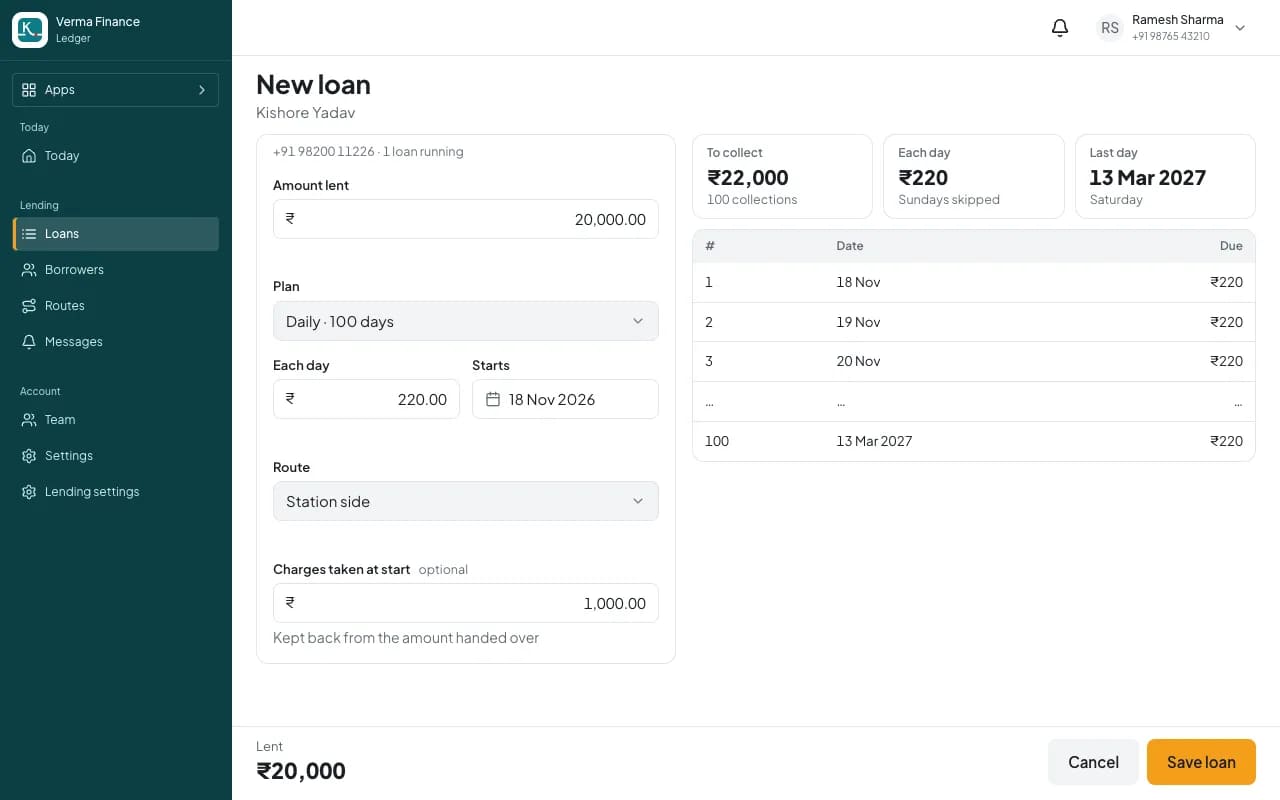 Verma Finance
Ledger
Apps
Today
Today
Lending
Loans
Borrowers
Routes
Messages
Account
Team
Settings
Lending settings
RS
Ramesh Sharma
+91 98765 43210
New loan
Kishore Yadav
+91 98200 11226 · 1 loan running
Amount lent
₹ 20,000.00
Plan
Daily · 100 days
Each day Starts
₹ 220.00 18 Nov 2026
Route
Station side
Charges taken at start optional
₹ 1,000.00
Kept back from the amount handed over
To collect
₹22,000
100 collections
Each day
₹220
Sundays skipped
Last day
13 Mar 2027
Saturday
# Date Due
1 18 Nov ₹220
2 19 Nov ₹220
3 20 Nov ₹220
... ... ...
100 13 Mar 2027 ₹220
Lent
₹20,000
Cancel
Save loan